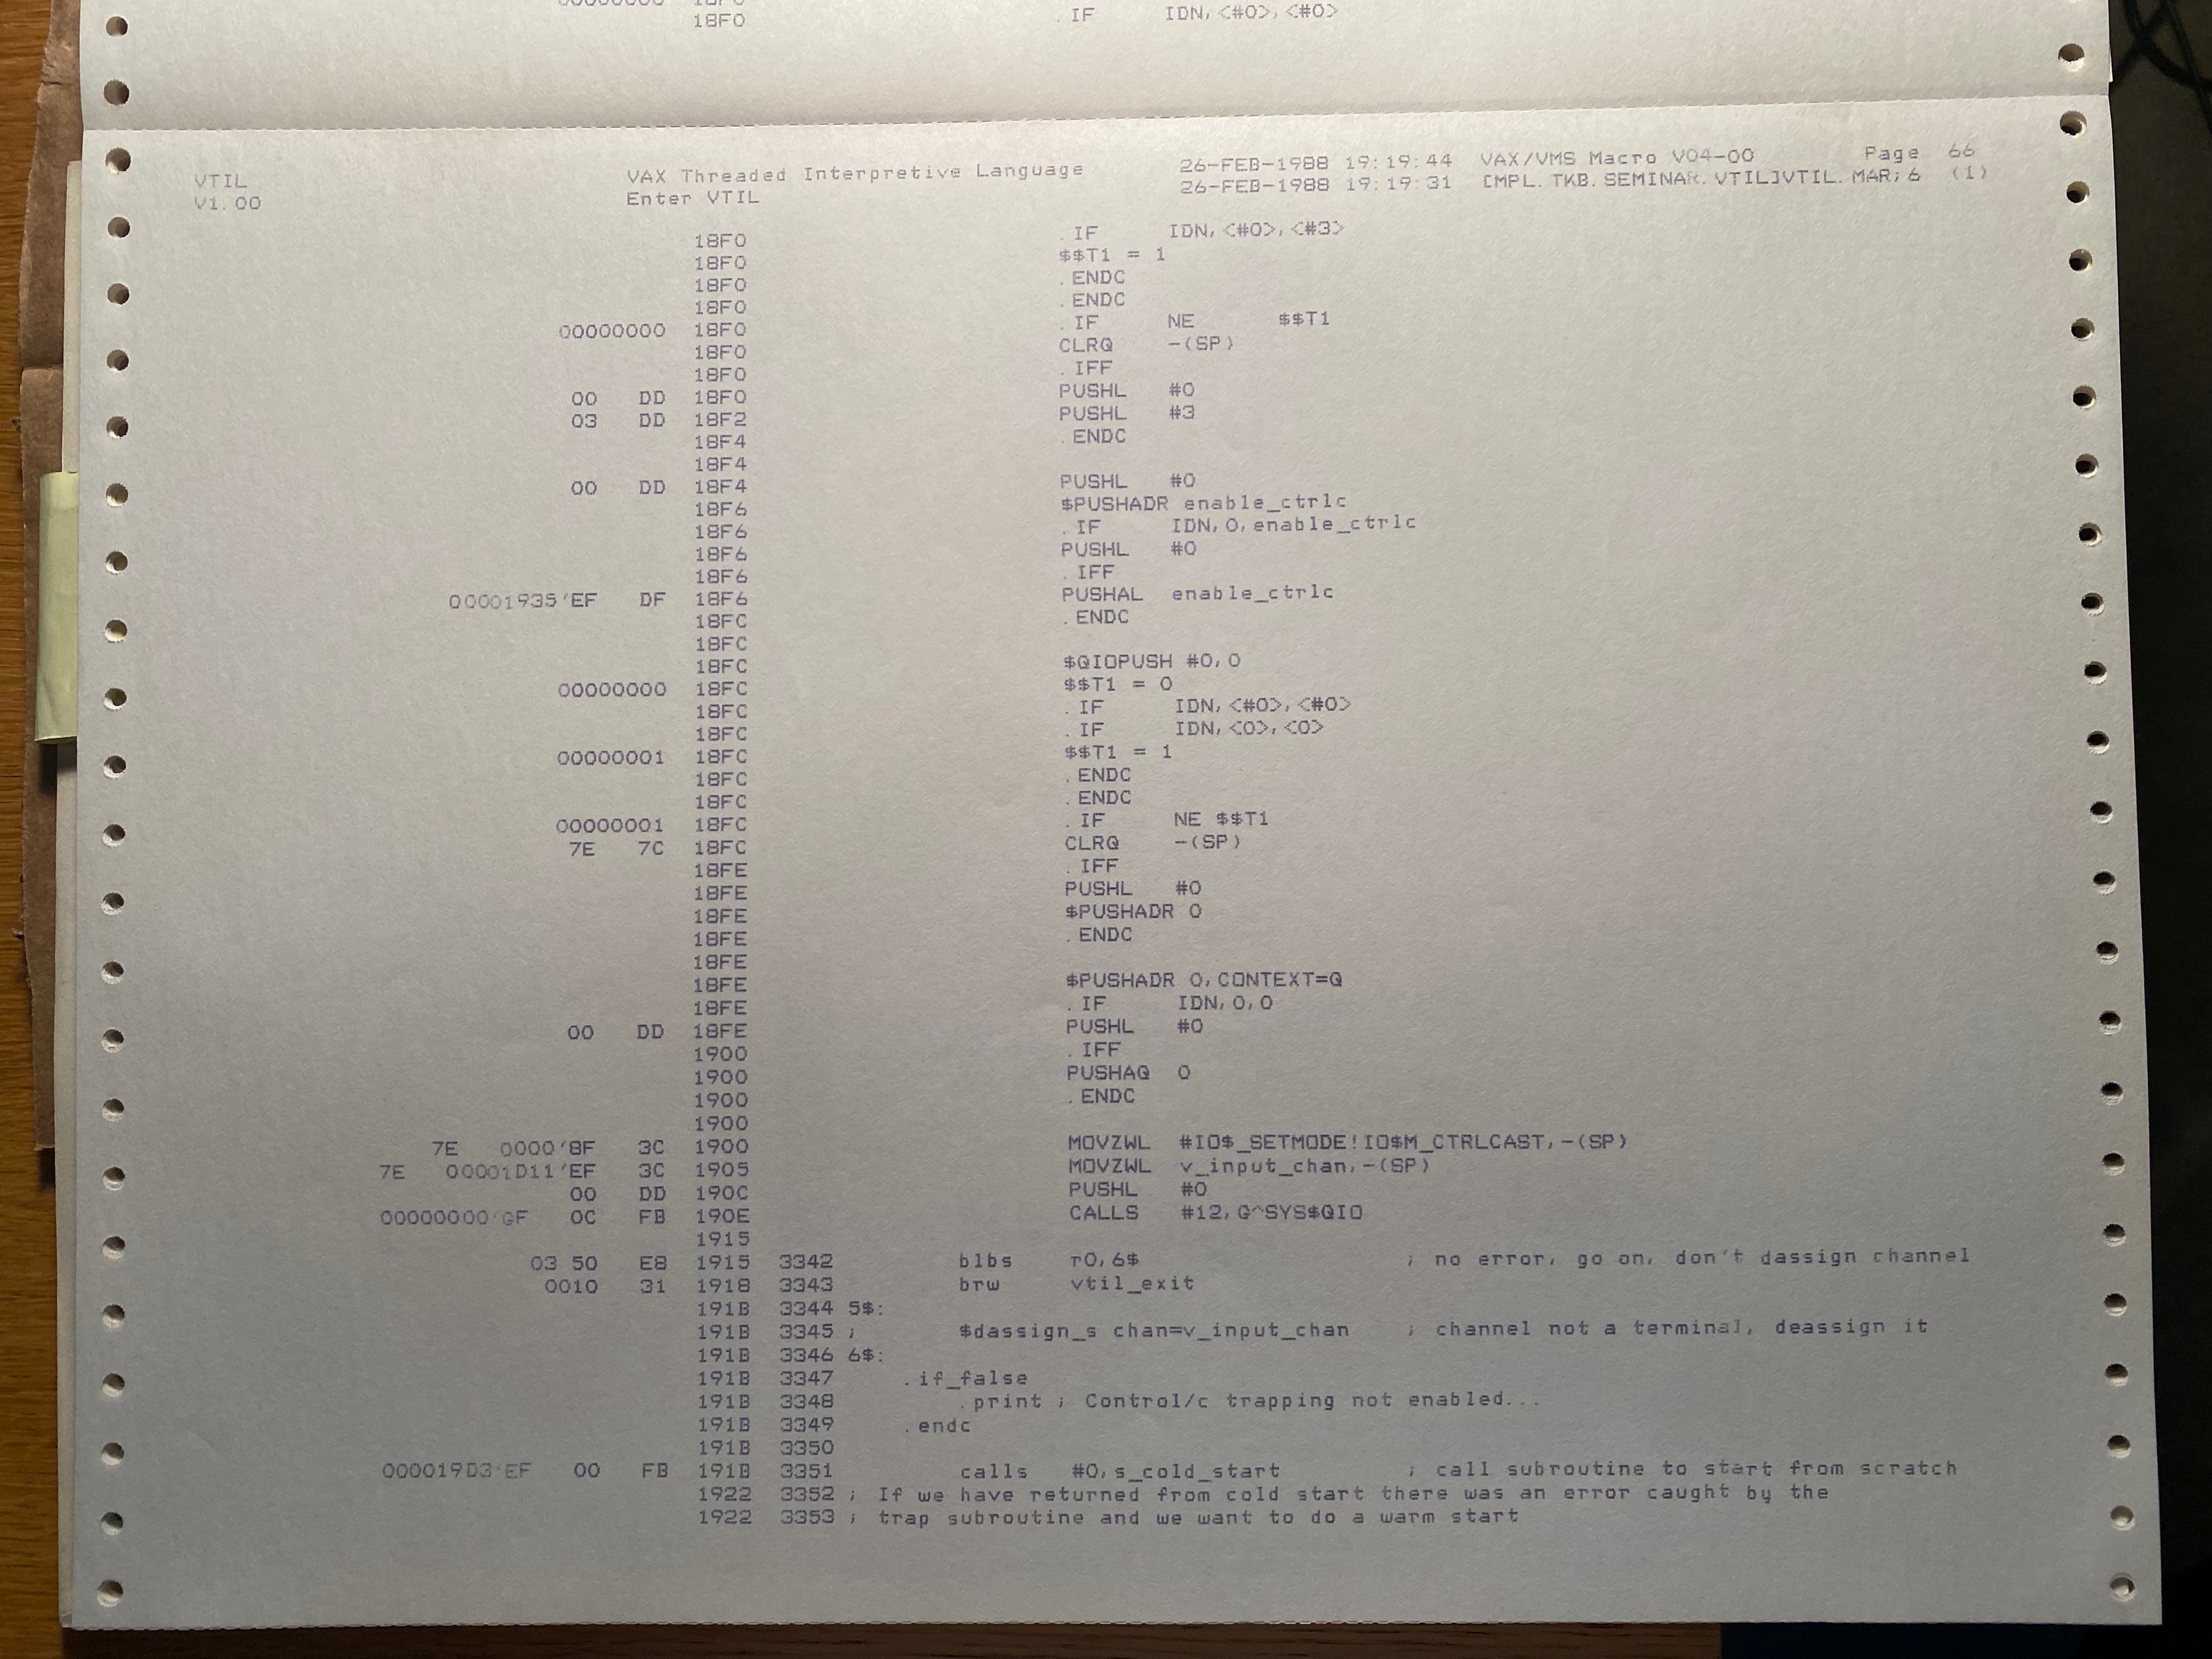 18F0 .IF IDN,<#0>,<#0>
VTIL VAX Threaded Interpretive Language 26-FEB-1988 19:19:44 VAX/VMS Macro V04-00 Page 66
V1.00 Enter VTIL 26-FEB-1988 19:19:31 [MPL.TKB.SEMINAR.VTIL]VTIL.MAR;6 (1)
18F0 .IF IDN,<#0>,<#3>
18F0 $$T1 = 1
18F0 .ENDC
18F0 .ENDC
00000000 18F0 .IF NE $$T1
18F0 CLRQ -(SP)
18F0 .IFF
00 DD 18F0 PUSHL #0
03 DD 18F2 PUSHL #3
18F4 .ENDC
18F4
00 DD 18F4 PUSHL #0
18F6 $PUSHADR enable_ctrlc
18F6 .IF IDN,0,enable_ctrlc
18F6 PUSHL #0
18F6 .IFF
00001935'EF DF 18F6 PUSHAL enable_ctrlc
18FC .ENDC
18FC
18FC $QIOPUSH #0,0
00000000 18FC $$T1 = 0
18FC .IF IDN,<#0>,<#0>
18FC .IF IDN,<0>,<0>
00000001 18FC $$T1 = 1
18FC .ENDC
18FC .ENDC
00000001 18FC .IF NE $$T1
7E 7C 18FC CLRQ -(SP)
18FE .IFF
18FE PUSHL #0
18FE $PUSHADR 0
18FE .ENDC
18FE
18FE $PUSHADR 0,CONTEXT=Q
18FE .IF IDN,0,0
00 DD 18FE PUSHL #0
1900 .IFF
1900 PUSHAQ 0
1900 .ENDC
1900
7E 0000'8F 3C 1900 MOVZWL #IO$_SETMODE!IO$M_CTRLCAST,-(SP)
7E 00001D11'EF 3C 1905 MOVZWL v_input_chan,-(SP)
00 DD 190C PUSHL #0
00000000'GF 0C FB 190E CALLS #12,G^SYS$QIO
1915
03 50 E8 1915 3342 blbs r0,6$ ; no error, go on, don't dassign channel
0010 31 1918 3343 brw vtil_exit
191B 3344 5$:
191B 3345 ; $dassign_s chan=v_input_chan ; channel not a terminal, deassign it
191B 3346 6$:
191B 3347 .if_false
191B 3348 .print ; Control/c trapping not enabled...
191B 3349 .endc
191B 3350
000019D3'EF 00 FB 191B 3351 calls #0,s_cold_start ; call subroutine to start from scratch
1922 3352 ; If we have returned from cold start there was an error caught by the
1922 3353 ; trap subroutine and we want to do a warm start